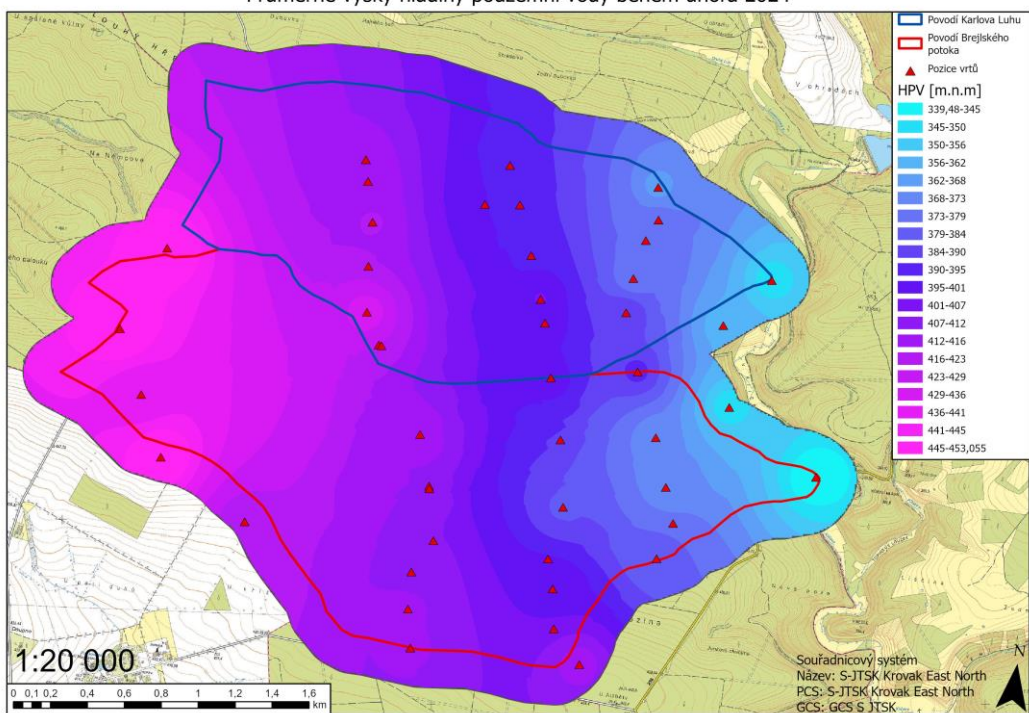 Průměrné výšky hladiny podzemní vody během února 2024
Povodí Karlova Luhu
Povodí Brejlského
potoka
Pozice vrtů
HPV [m.n.m]
339,48-345
345-350
350-356
356-362
362-368
368-373
373-379
379-384
384-390
390-395
395-401
401-407
407-412
412-416
416-423
423-429
429-436
436-441
441-445
445-453,055
V ohradách
Na Němcova
1:20 000
0 0,1 0,2 0,4 0,6 0,8 1 1,2 1,4 1,6
km
Souřadnicový systém
Název: S-JTSK Krovak East North
PCS: S-JTSK Krovak East North
GCS: GCS S JTSK
N